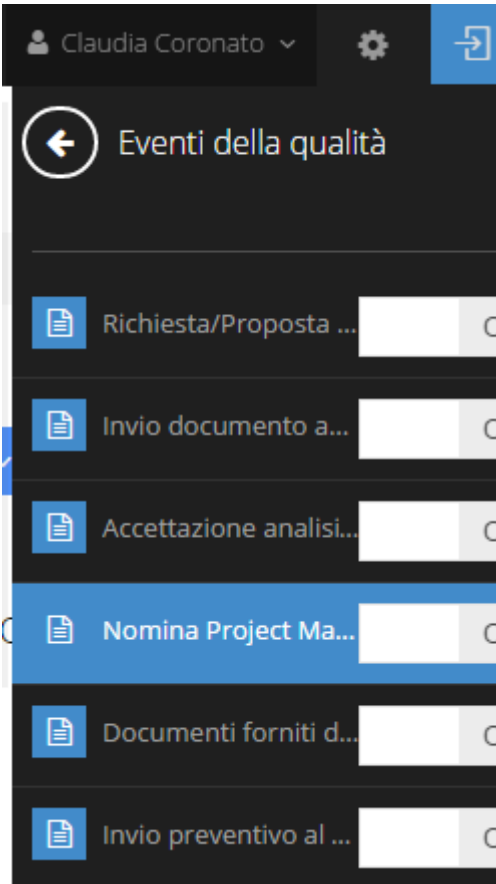 Claudia Coronato
Eventi della qualità
Richiesta/Proposta ...
Invio documento a...
Accettazione analisi...
Nomina Project Ma...
Documenti forniti d...
Invio preventivo al ...